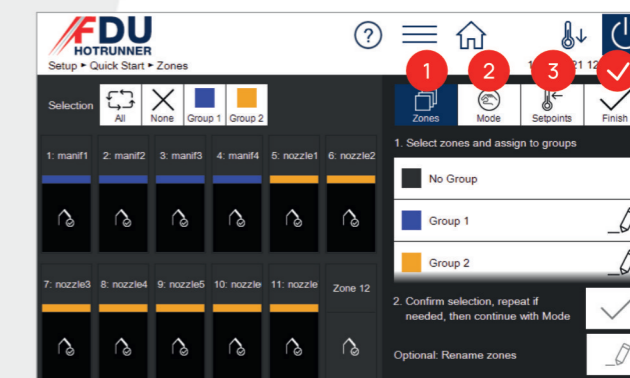 FDU
HOTRUNNER
?
Setup ► Quick Start ► Zones
1
2
3
21 12
Selection
All
None
Group 1
Group 2
Zones
Mode
Setpoints
Finish
1: manif1
2: manif2
3: manif3
4: manif4
5: nozzle1
6: nozzle2
1. Select zones and assign to groups
No Group
Group 1
Group 2
7: nozzle3
8: nozzle4
9: nozzle5
10: nozzle
11: nozzle
Zone 12
2. Confirm selection, repeat if
needed, then continue with Mode
Optional: Rename zones